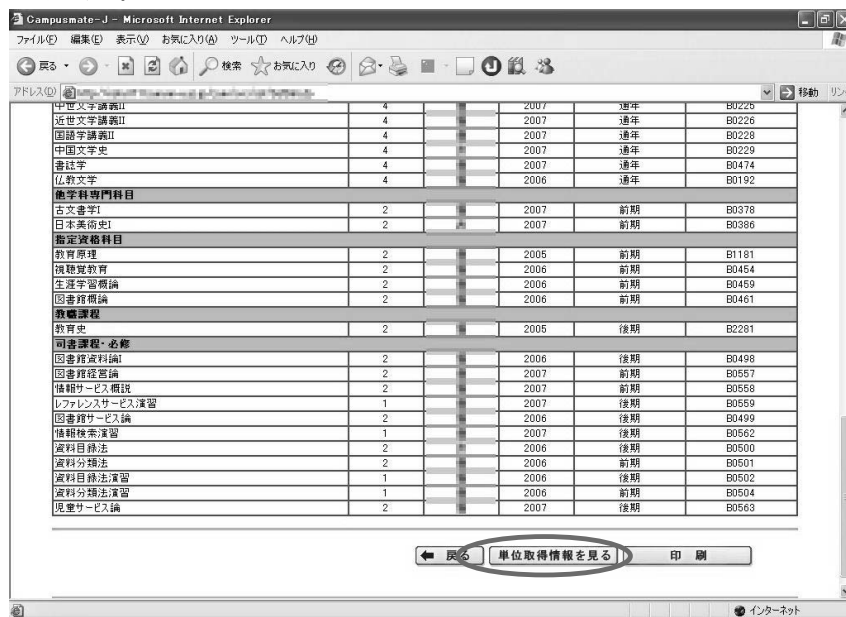 Campusmate-J - Microsoft Internet Explorer
ファイル(F) 編集(E) 表示(V) お気に入り(A) ツール(T) ヘルプ(H)
戻る 検索 お気に入り
アドレス(D) 移動 リン
中世文学講義II 4 2007 通年 B0225
近世文学講義II 4 2007 通年 B0226
国語学講義II 4 2007 通年 B0228
中国文学史 4 2007 通年 B0229
書誌学 4 2007 通年 B0474
仏教文学 4 2006 通年 B0192
他学科専門科目
古文書学I 2 2007 前期 B0378
日本美術史I 2 2007 前期 B0386
指定資格科目
教育原理 2 2005 前期 B1181
視聴覚教育 2 2006 前期 B0454
生涯学習概論 2 2006 前期 B0459
図書館概論 2 2006 前期 B0461
教職課程
教育史 2 2005 後期 B2281
司書課程・必修
図書館資料論I 2 2006 後期 B0498
図書館経営論 2 2007 前期 B0557
情報サービス概説 2 2007 前期 B0558
レファレンスサービス演習 1 2007 後期 B0559
図書館サービス論 2 2006 後期 B0499
情報検索演習 1 2007 後期 B0562
資料目録法 2 2006 後期 B0500
資料分類法 2 2006 前期 B0501
資料目録法演習 1 2006 後期 B0502
資料分類法演習 1 2006 前期 B0504
児童サービス論 2 2007 後期 B0563
戻る 単位取得情報を見る 印 刷
インターネット